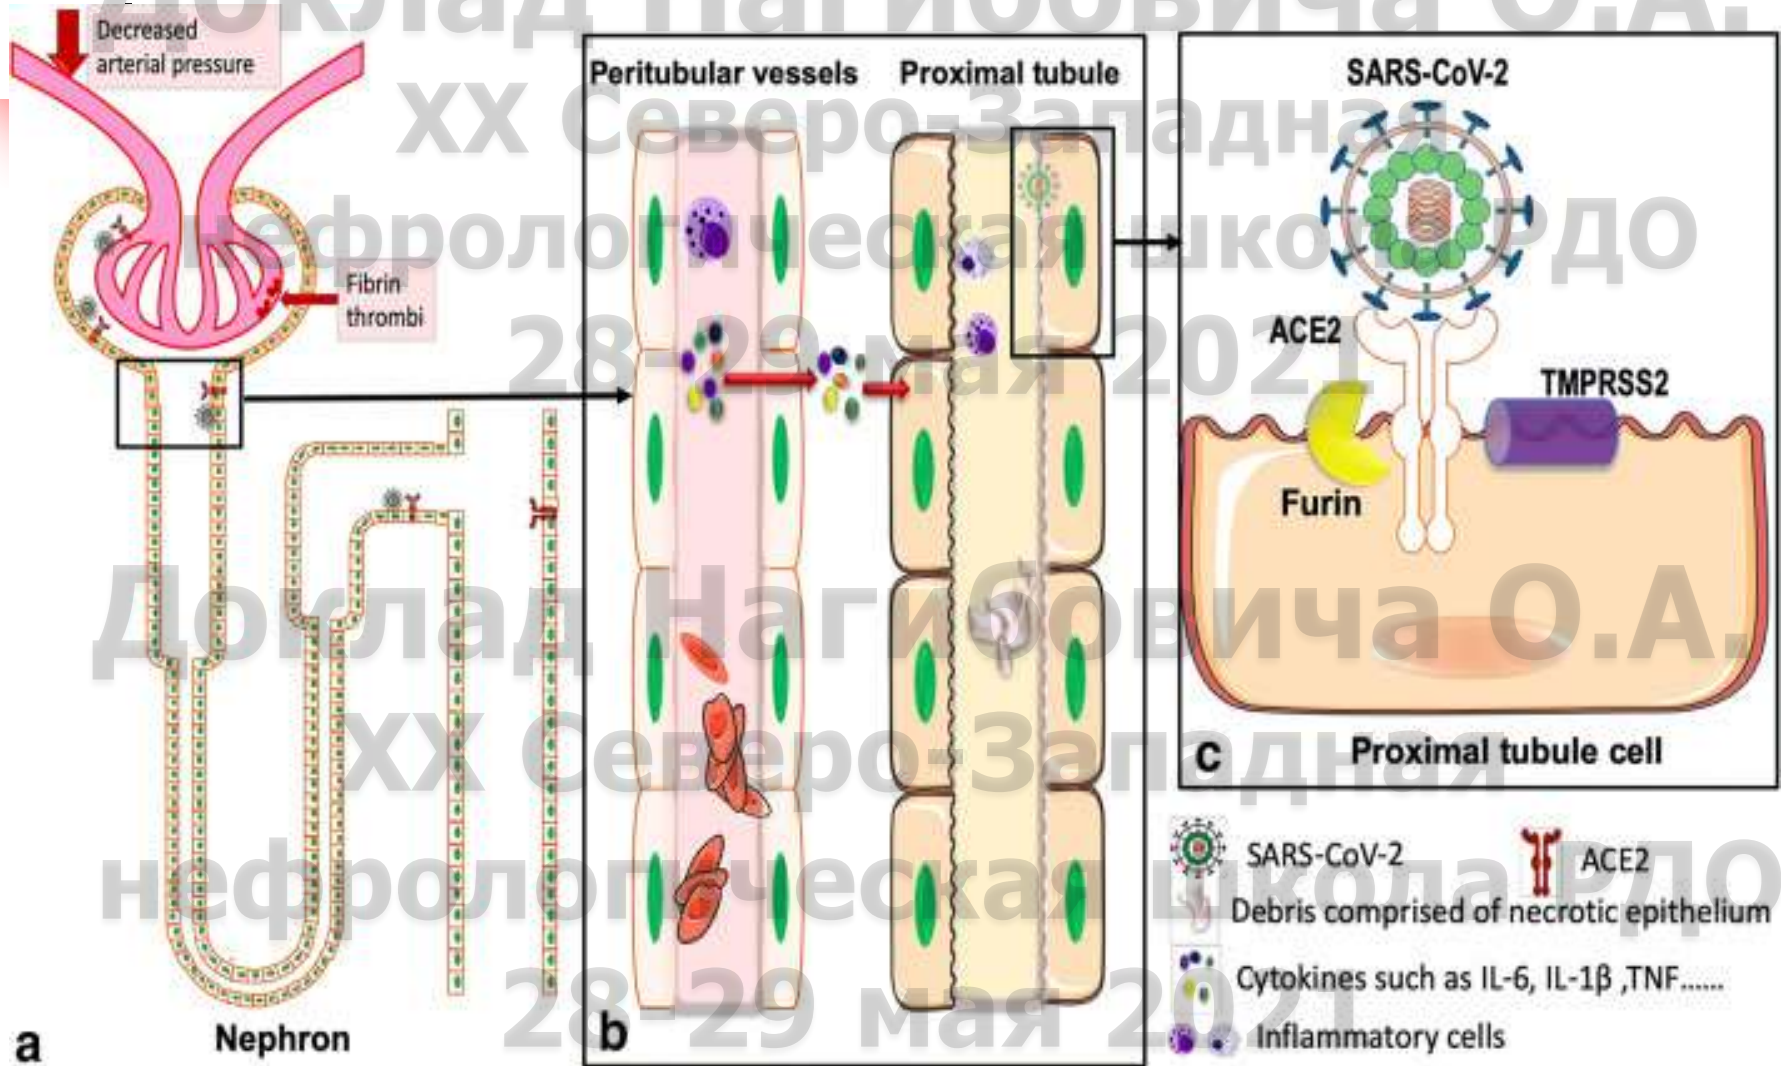 Доклад Нагибовича О.А.
XX Северо-Западная
нефрологическая школа РДО
28-29 мая 2021
Decreased
arterial pressure
Fibrin
thrombi
a
Nephron
Peritubular vessels
Proximal tubule
b
SARS-CoV-2
ACE2
TMPRSS2
Furin
c
Proximal tubule cell
SARS-CoV-2
ACE2
Debris comprised of necrotic epithelium
Cytokines such as IL-6, IL-1β ,TNF......
Inflammatory cells
Доклад Нагибовича О.А.
XX Северо-Западная
нефрологическая школа РДО
28-29 мая 2021